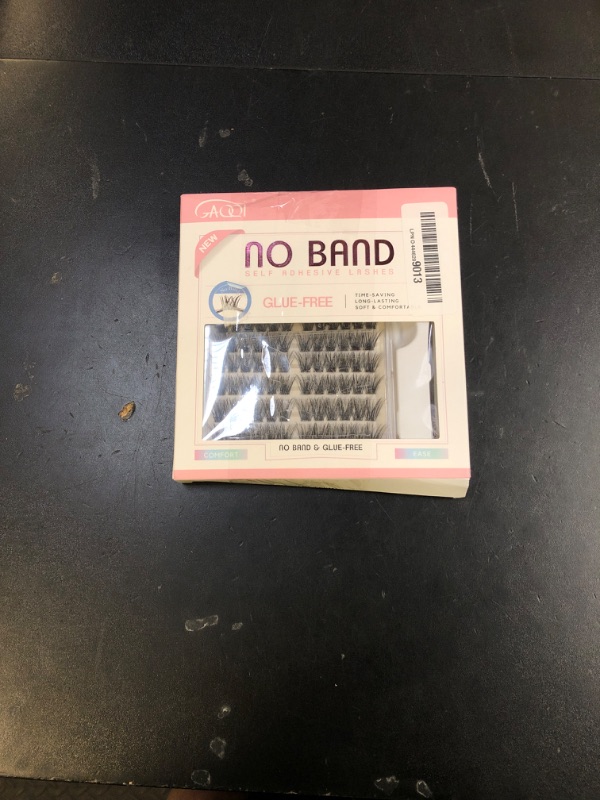 GAQQI
NEW
NO BAND
SELF ADHESIVE LASHES
GLUE-FREE
TIME-SAVING
LONG-LASTING
SOFT &
9013
NO BAND & GLUE-FREE
COMFORT
EASE